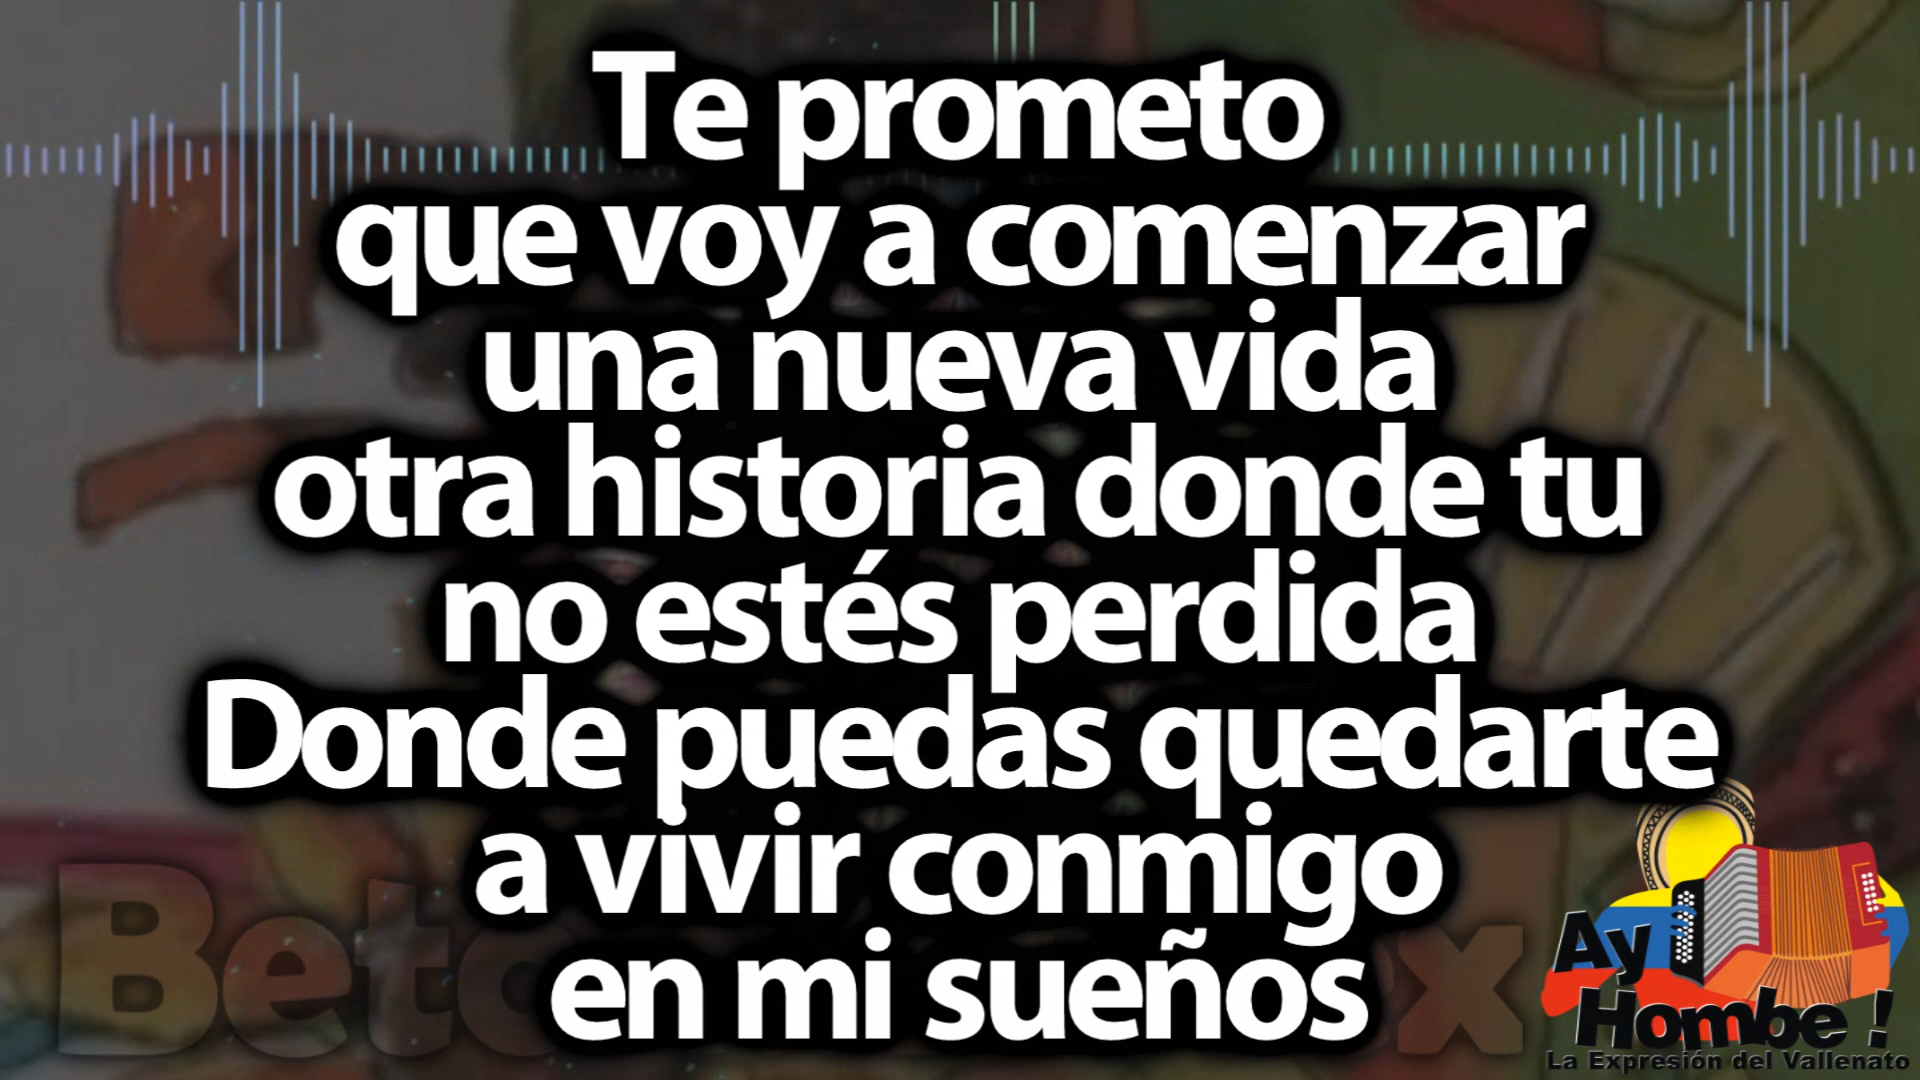 Te prometo
que voy a comenzar
una nueva vida
otra historia donde tu
no estés perdida
Donde puedas quedarte
a vivir conmigo
en mi sueños
Ay
Hombe !
La Expresión del Vallenato